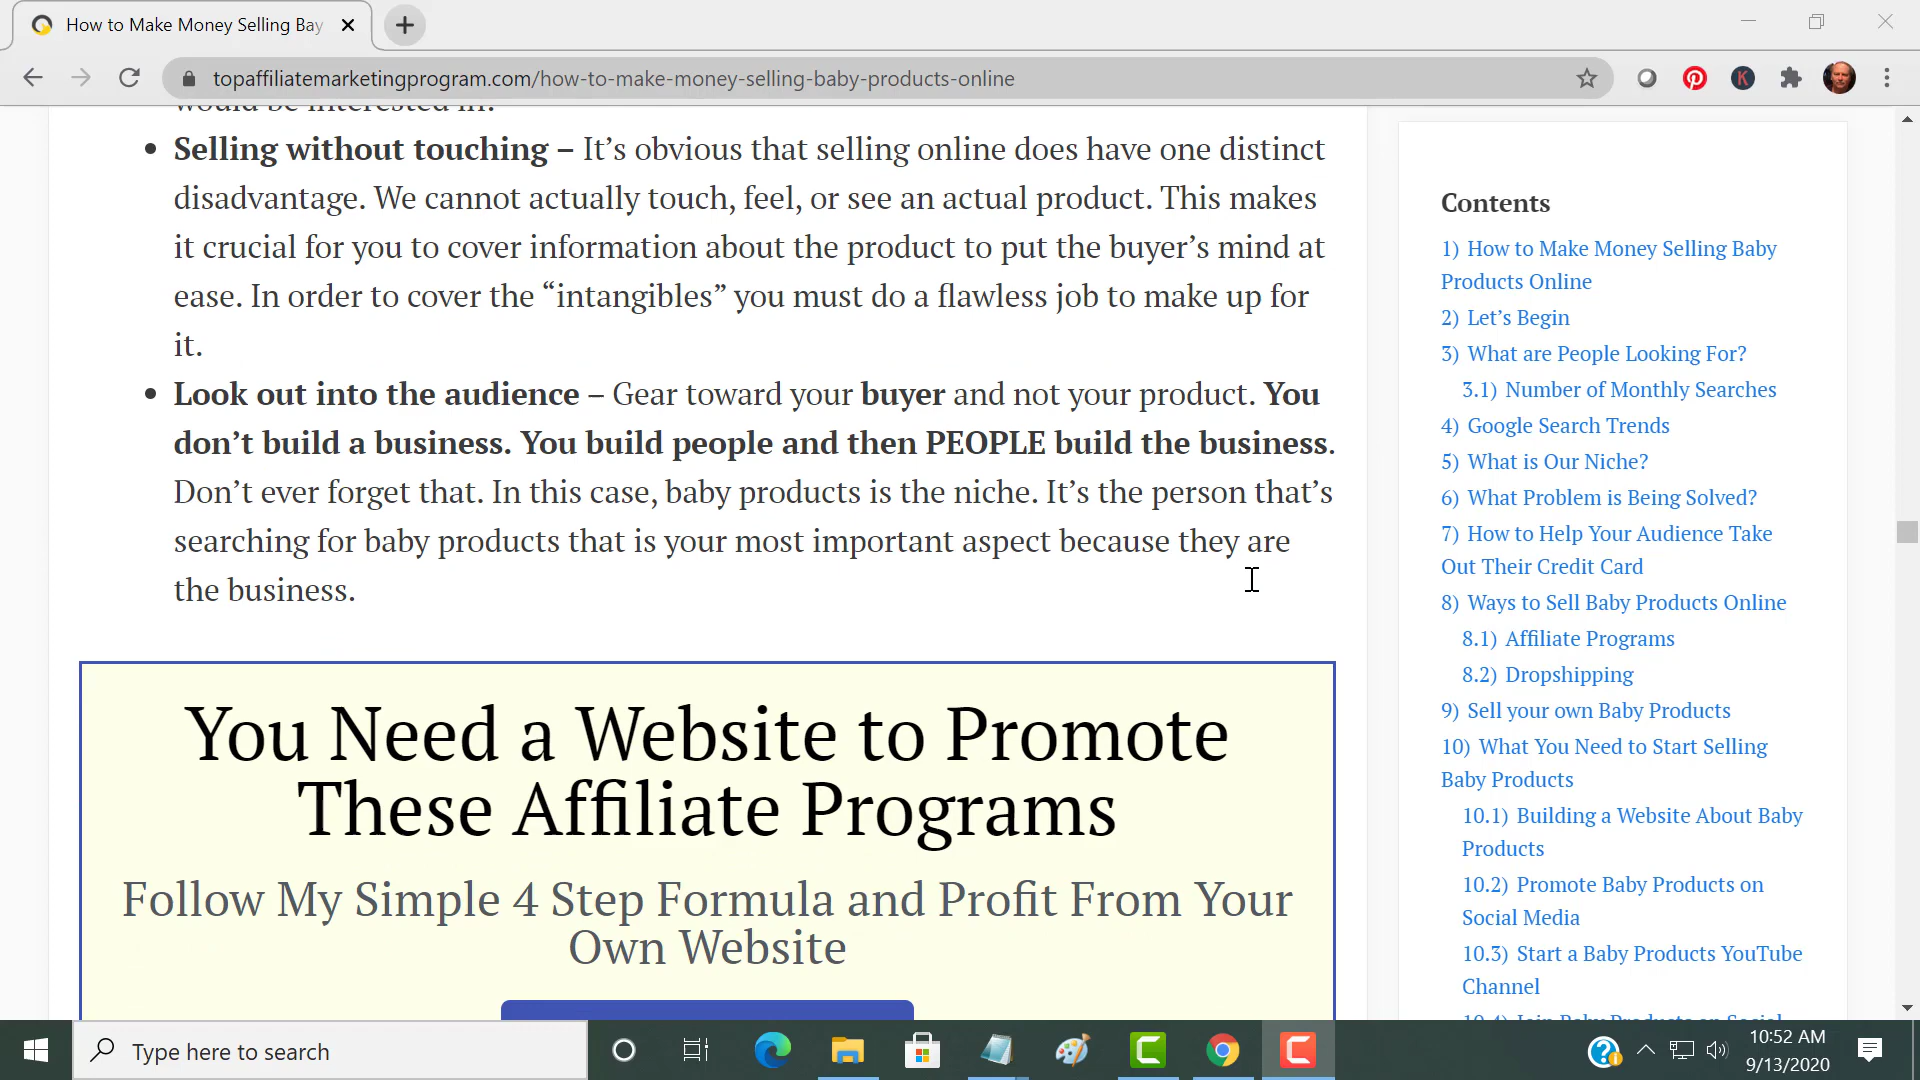 How to Make Money Selling Bay
topaffiliatemarketingprogram.com/how-to-make-money-selling-baby-products-online
K
would be interested in.
Selling without touching – It’s obvious that selling online does have one distinct
disadvantage. We cannot actually touch, feel, or see an actual product. This makes
it crucial for you to cover information about the product to put the buyer’s mind at
ease. In order to cover the “intangibles” you must do a flawless job to make up for
it.
Look out into the audience – Gear toward your buyer and not your product. You
don’t build a business. You build people and then PEOPLE build the business.
Don’t ever forget that. In this case, baby products is the niche. It’s the person that’s
searching for baby products that is your most important aspect because they are
the business.
You Need a Website to Promote
These Affiliate Programs
Follow My Simple 4 Step Formula and Profit From Your
Own Website
Contents
1) How to Make Money Selling Baby
Products Online
2) Let’s Begin
3) What are People Looking For?
3.1) Number of Monthly Searches
4) Google Search Trends
5) What is Our Niche?
6) What Problem is Being Solved?
7) How to Help Your Audience Take
Out Their Credit Card
8) Ways to Sell Baby Products Online
8.1) Affiliate Programs
8.2) Dropshipping
9) Sell your own Baby Products
10) What You Need to Start Selling
Baby Products
10.1) Building a Website About Baby
Products
10.2) Promote Baby Products on
Social Media
10.3) Start a Baby Products YouTube
Channel
10.4) Join Baby Products on Social
Type here to search
10:52 AM
9/13/2020